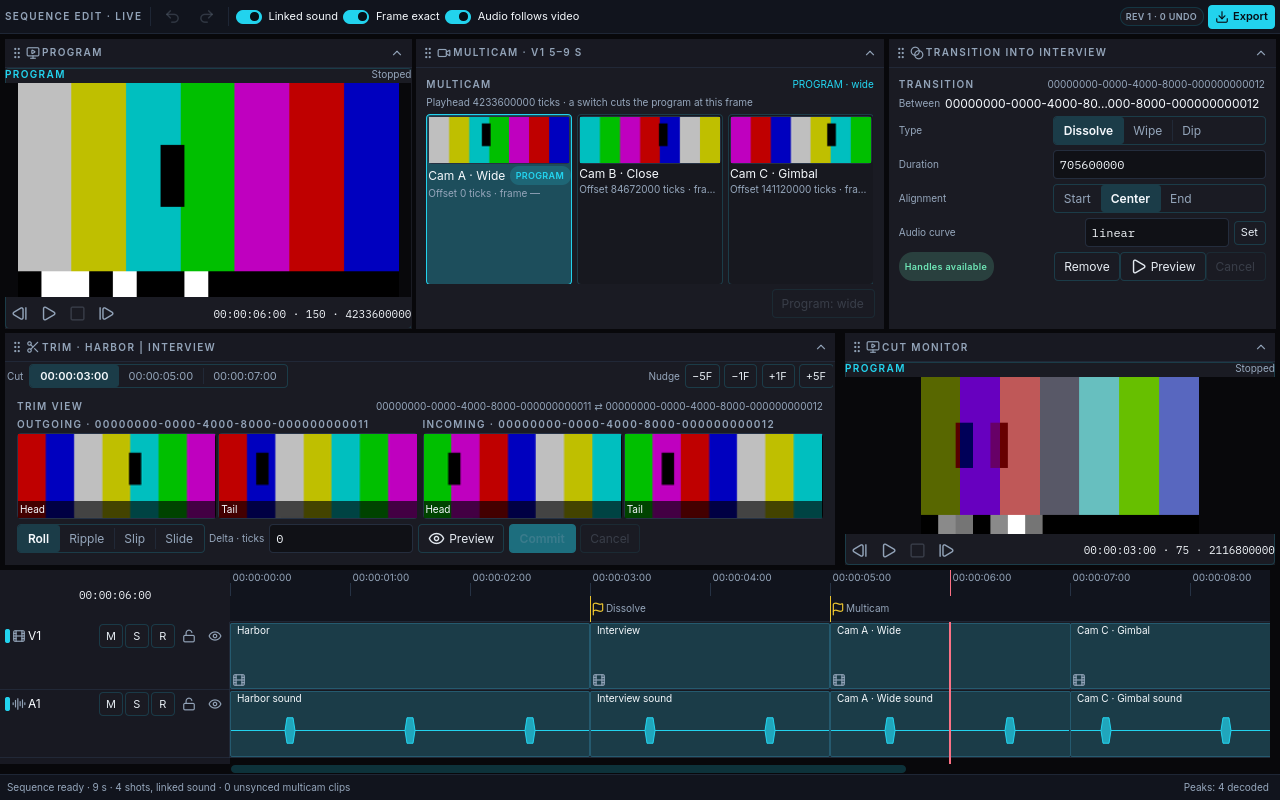 SEQUENCE EDIT · LIVE
Linked sound
Frame exact
Audio follows video
REV 1 · 0 UNDO
Export
PROGRAM
PROGRAM
Stopped
00:00:06:00 · 150 · 4233600000
MULTICAM · V1 5–9 S
MULTICAM
PROGRAM · wide
Playhead 4233600000 ticks · a switch cuts the program at this frame
Cam A · Wide
PROGRAM
Offset 0 ticks · frame —
Cam B · Close
Offset 84672000 ticks · fra…
Cam C · Gimbal
Offset 141120000 ticks · fra…
Program: wide
TRANSITION INTO INTERVIEW
TRANSITION
00000000-0000-4000-8000-000000000012
Between 00000000-0000-4000-80…000-8000-000000000012
Type
Dissolve
Wipe
Dip
Duration
705600000
Alignment
Start
Center
End
Audio curve
linear
Set
Handles available
Remove
Preview
Cancel
TRIM · HARBOR | INTERVIEW
Cut
00:00:03:00
00:00:05:00
00:00:07:00
Nudge
−5F
−1F
+1F
+5F
TRIM VIEW
00000000-0000-4000-8000-000000000011 ⇄ 00000000-0000-4000-8000-000000000012
OUTGOING · 00000000-0000-4000-8000-000000000011
INCOMING · 00000000-0000-4000-8000-000000000012
Head
Tail
Head
Tail
Roll
Ripple
Slip
Slide
Delta · ticks
0
Preview
Commit
Cancel
CUT MONITOR
PROGRAM
Stopped
00:00:03:00 · 75 · 2116800000
00:00:06:00
00:00:00:00
00:00:01:00
00:00:02:00
00:00:03:00
00:00:04:00
00:00:05:00
00:00:06:00
00:00:07:00
00:00:08:00
Dissolve
Multicam
V1
M
S
R
Harbor
Interview
Cam A · Wide
Cam C · Gimbal
A1
M
S
R
Harbor sound
Interview sound
Cam A · Wide sound
Cam C · Gimbal sound
Sequence ready · 9 s · 4 shots, linked sound · 0 unsynced multicam clips
Peaks: 4 decoded